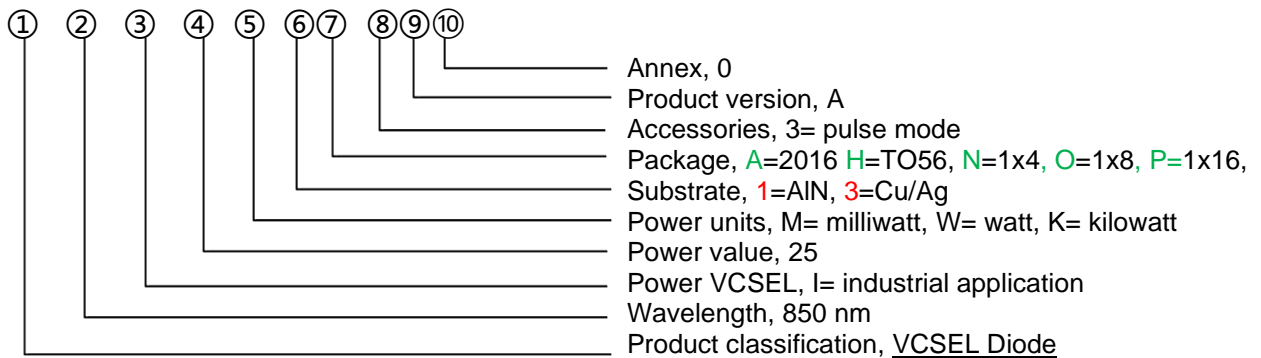 ① ② ③ ④ ⑤ ⑥⑦ ⑧⑨⑩
Annex, 0
Product version, A
Accessories, 3= pulse mode
Package, A=2016 H=TO56, N=1x4, O=1x8, P=1x16,
Substrate, 1=AlN, 3=Cu/Ag
Power units, M= milliwatt, W= watt, K= kilowatt
Power value, 25
Power VCSEL, I= industrial application
Wavelength, 850 nm
Product classification, VCSEL Diode